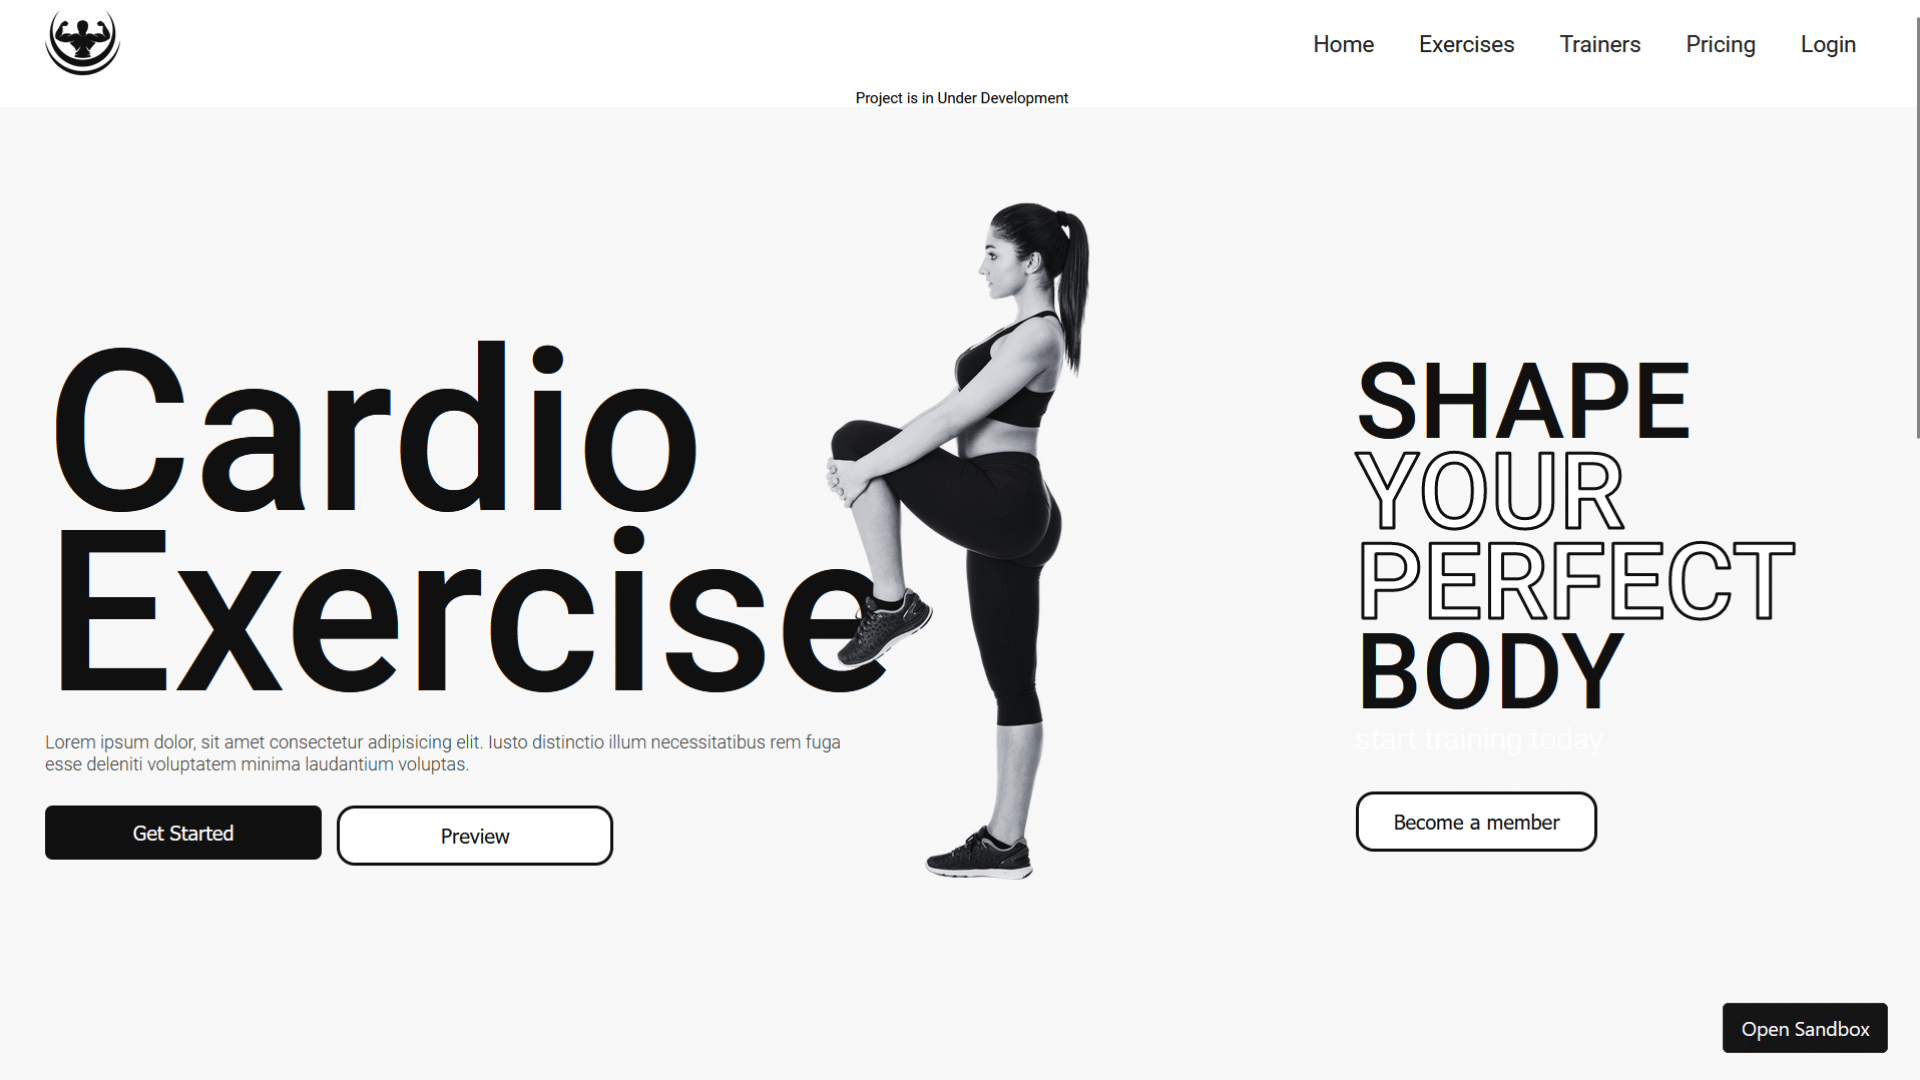 Home Exercises Trainers Pricing Login
Project is in Under Development
Cardio
Exercise
Lorem ipsum dolor, sit amet consectetur adipisicing elit. Iusto distinctio illum necessitatibus rem fuga
esse deleniti voluptatem minima laudantium voluptas.
Get Started
Preview
SHAPE
YOUR
PERFECT
BODY
start training today
Become a member
Open Sandbox